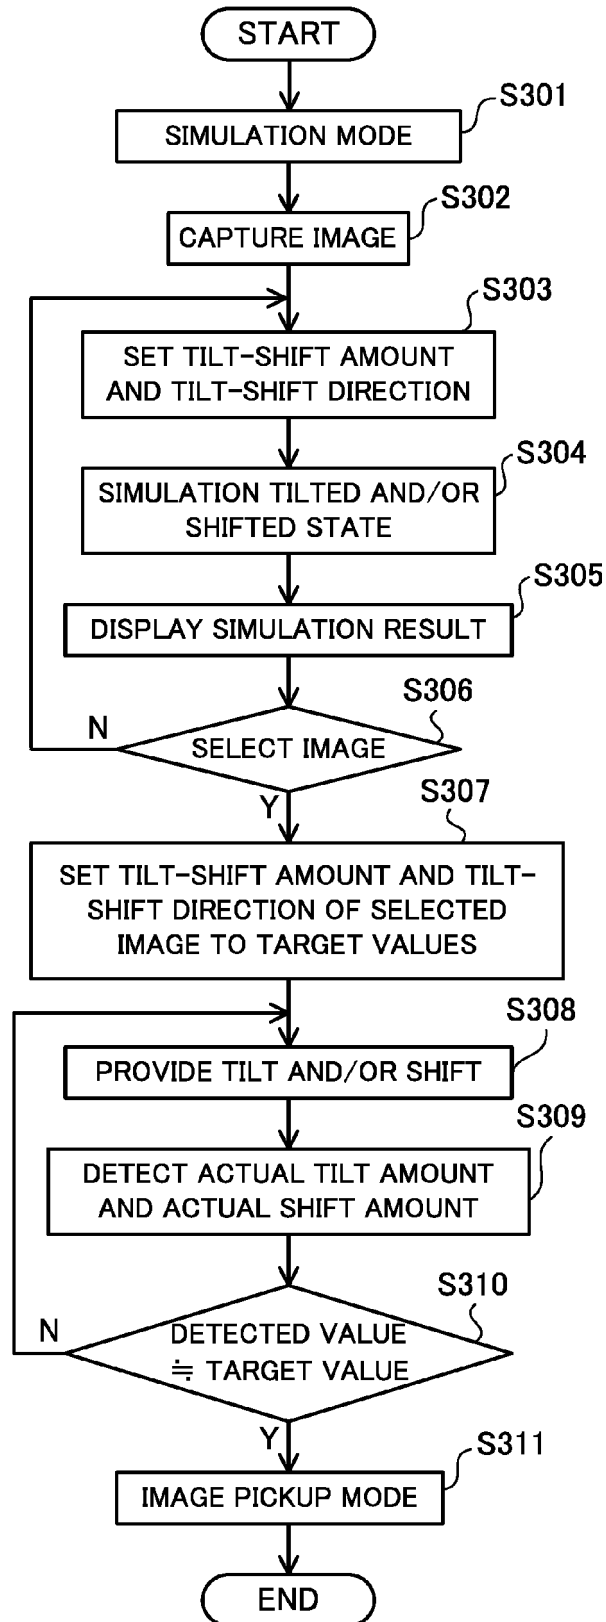 START
S301
SIMULATION MODE
S302
CAPTURE IMAGE
S303
SET TILT-SHIFT AMOUNT
AND TILT-SHIFT DIRECTION
S304
SIMULATION TILTED AND/OR
SHIFTED STATE
S305
DISPLAY SIMULATION RESULT
S306
N
SELECT IMAGE
Y
S307
SET TILT-SHIFT AMOUNT AND TILT-
SHIFT DIRECTION OF SELECTED
IMAGE TO TARGET VALUES
S308
PROVIDE TILT AND/OR SHIFT
S309
DETECT ACTUAL TILT AMOUNT
AND ACTUAL SHIFT AMOUNT
S310
N
DETECTED VALUE
≒ TARGET VALUE
Y
S311
IMAGE PICKUP MODE
END